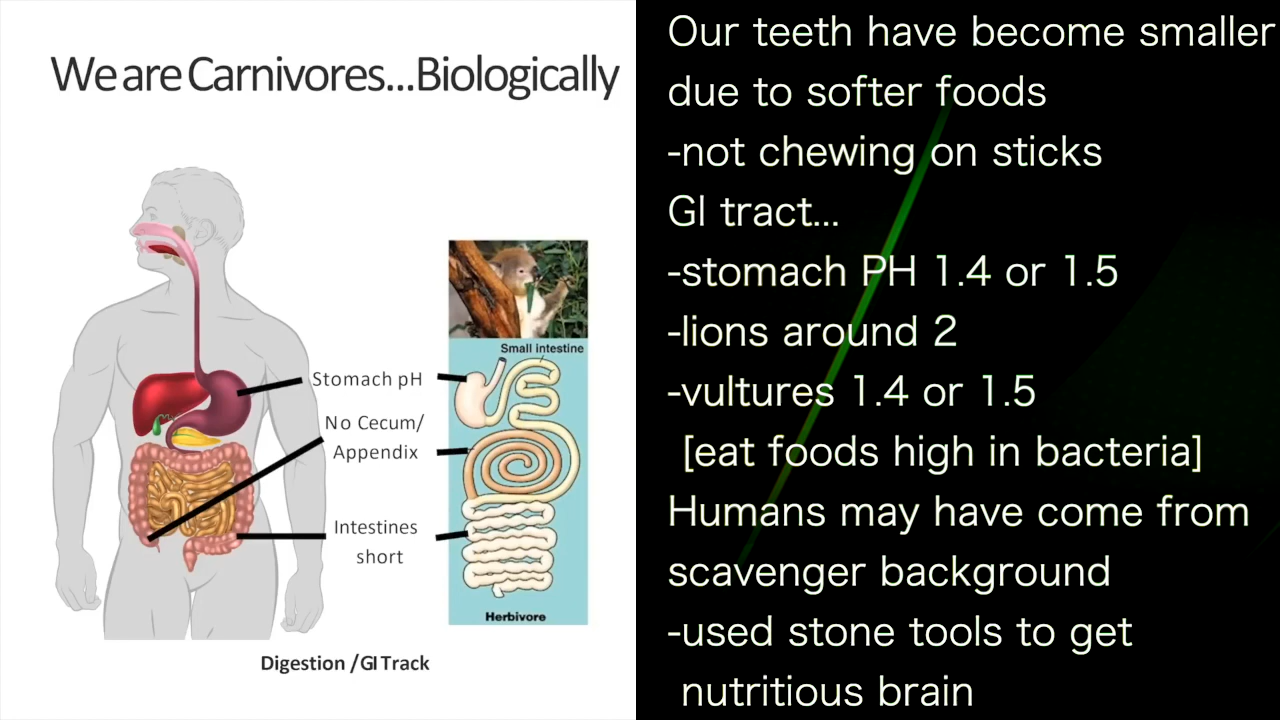 We are Carnivores...Biologically
Small intestine
Stomach pH
No Cecum/
Appendix
Intestines
short
Herbivore
Digestion /GI Track
Our teeth have become smaller
due to softer foods
-not chewing on sticks
GI tract...
-stomach PH 1.4 or 1.5
-lions around 2
-vultures 1.4 or 1.5
[eat foods high in bacteria]
Humans may have come from
scavenger background
-used stone tools to get
nutritious brain